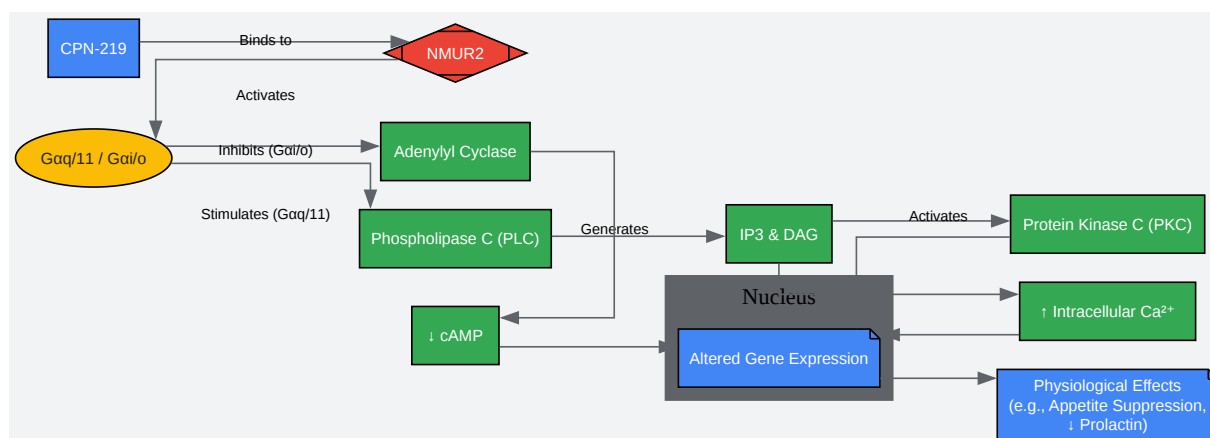 CPN-219
Binds to
NMUR2
Activates
Gαq/11 / Gαi/o
Inhibits (Gαi/o)
Adenylyl Cyclase
Stimulates (Gαq/11)
Phospholipase C (PLC)
Generates
IP3 & DAG
Activates
Protein Kinase C (PKC)
Nucleus
↑ Intracellular Ca²⁺
↓ cAMP
Altered Gene Expression
Physiological Effects
(e.g., Appetite Suppression,
↓ Prolactin)